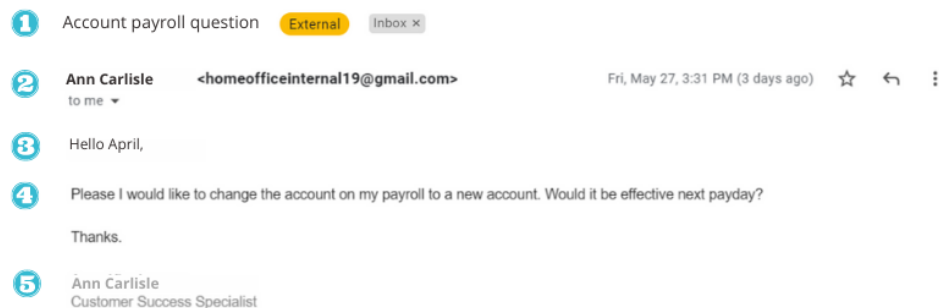 1 Account payroll question External Inbox ×
2 Ann Carlisle <homeofficeinternal19@gmail.com> Fri, May 27, 3:31 PM (3 days ago)
to me
3 Hello April,
4 Please I would like to change the account on my payroll to a new account. Would it be effective next payday?
Thanks.
5 Ann Carlisle
Customer Success Specialist